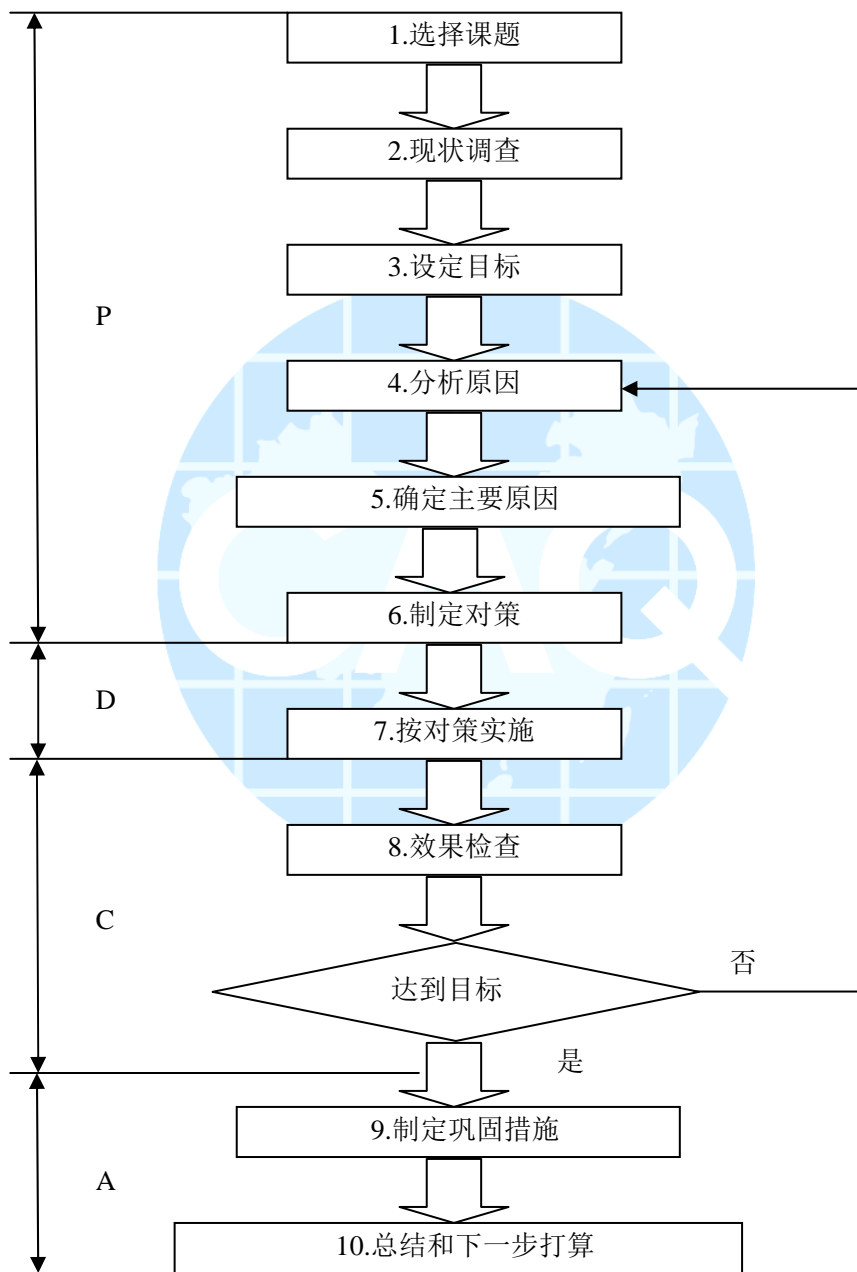 1.选择课题
2.现状调查
3.设定目标
P
4.分析原因
5.确定主要原因
6.制定对策
D
7.按对策实施
8.效果检查
C
达到目标
否
是
9.制定巩固措施
A
10.总结和下一步打算
CAQ